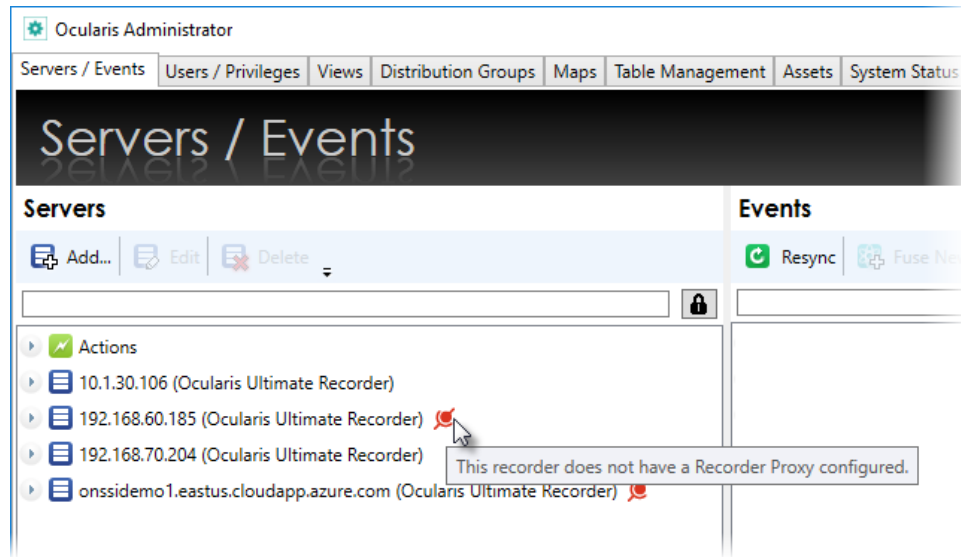 Ocularis Administrator
Servers / Events Users / Privileges Views Distribution Groups Maps Table Management Assets System Status
Servers / Events
Servers
Events
Add... Edit Delete
Resync Fuse
Actions
10.1.30.106 (Ocularis Ultimate Recorder)
192.168.60.185 (Ocularis Ultimate Recorder)
192.168.70.204 (Ocularis Ultimate Recorder)
This recorder does not have a Recorder Proxy configured.
onssidemo1.eastus.cloudapp.azure.com (Ocularis Ultimate Recorder)